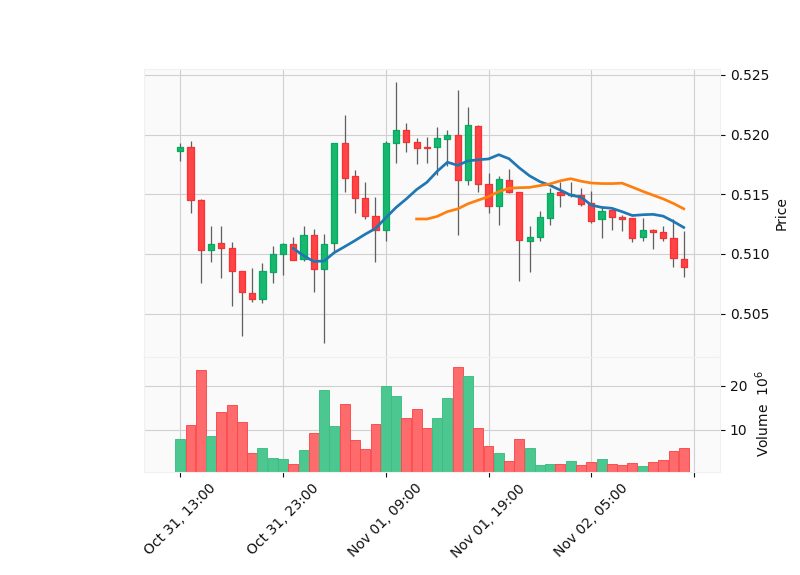 0.525
0.520
0.515
0.510
0.505
Price
20
10
Volume 10^6
Oct 31, 13:00
Oct 31, 23:00
Nov 01, 09:00
Nov 01, 19:00
Nov 02, 05:00